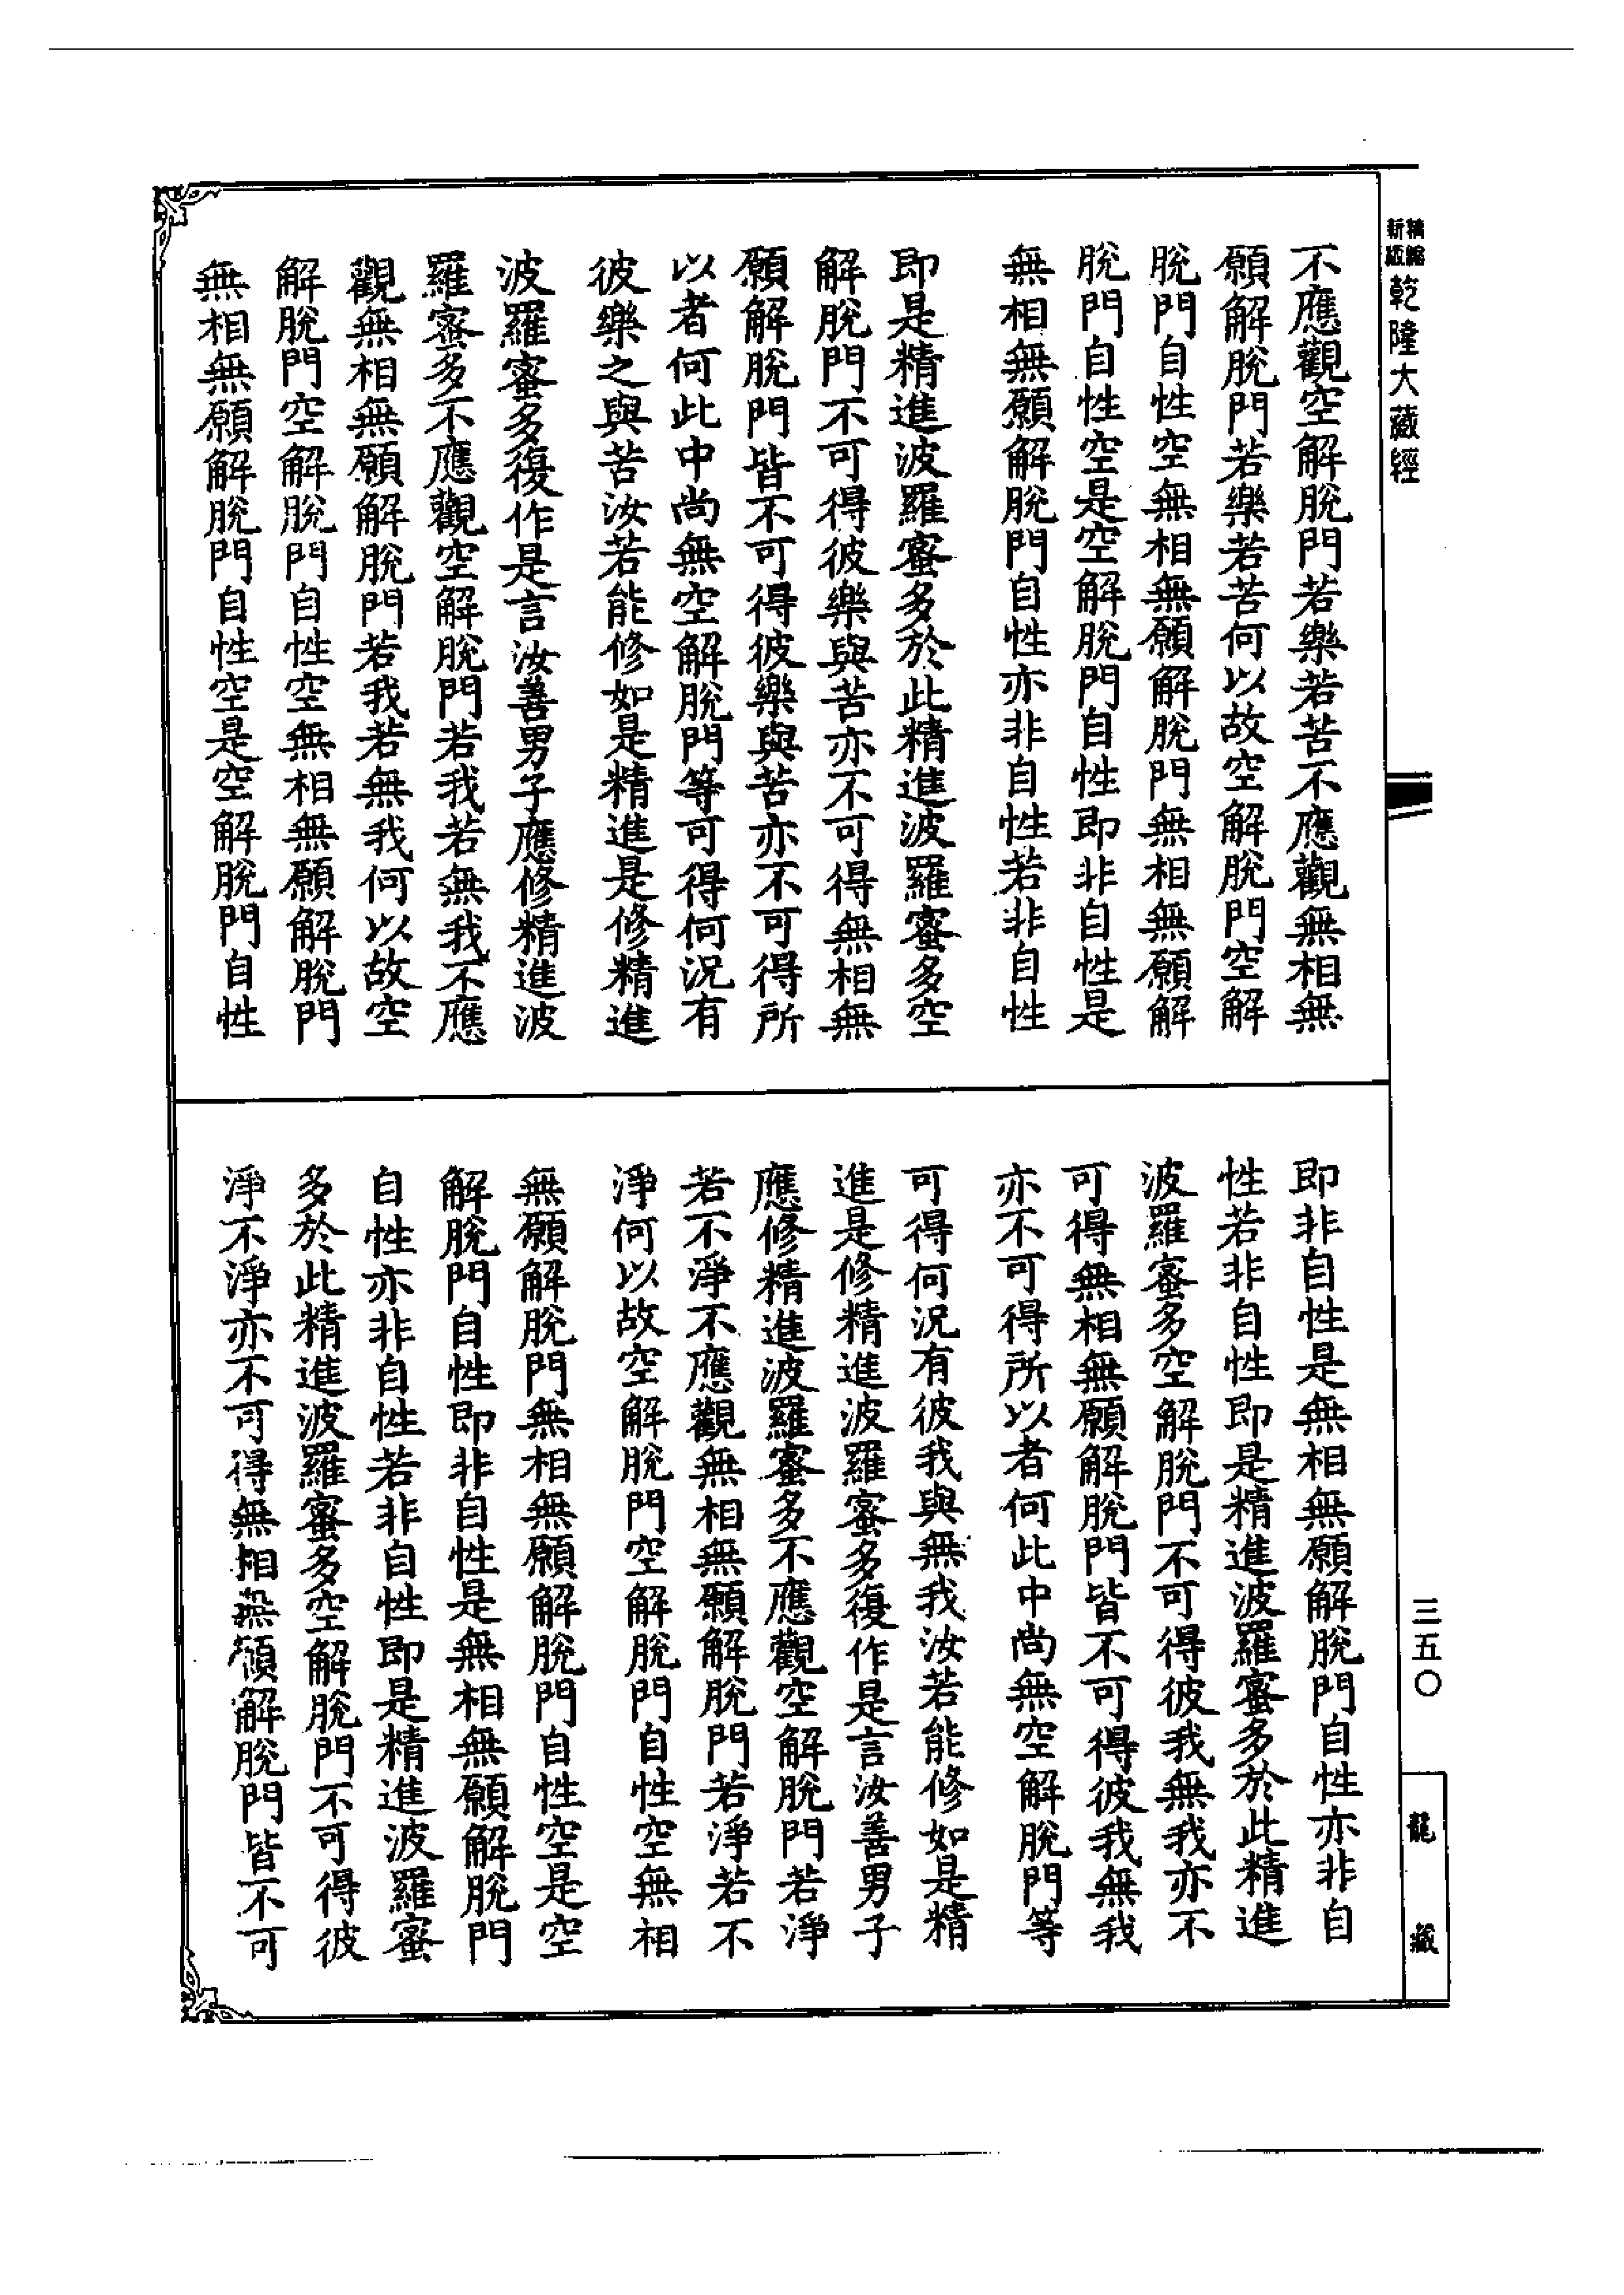 精縮新版乾隆大藏經
不應觀空解脫門若樂若苦不應觀無相無
願解脫門若樂若苦何以故空解脫門空解
脫門自性空無相無願解脫門無相無願解
脫門自性空是空解脫門自性即非自性是
無相無願解脫門自性亦非自性若非自性
即是精進波羅蜜多於此精進波羅蜜多空
解脫門不可得彼樂與苦亦不可得無相無
願解脫門皆不可得彼樂與苦亦不可得所
以者何此中尚無空解脫門等可得何況有
彼樂之與苦汝若能修如是精進是修精進
波羅蜜多復作是言汝善男子應修精進波
羅蜜多不應觀空解脫門若我若無我不應
觀無相無願解脫門若我若無我何以故空
解脫門空解脫門自性空無相無願解脫門
無相無願解脫門自性空是空解脫門自性
即非自性是無相無願解脫門自性亦非自
性若非自性即是精進波羅蜜多於此精進
波羅蜜多空解脫門不可得彼我無我亦不
可得無相無願解脫門皆不可得彼我無我
亦不可得所以者何此中尚無空解脫門等
可得何況有彼我與無我汝若能修如是精
進是修精進波羅蜜多復作是言汝善男子
應修精進波羅蜜多不應觀空解脫門若淨
若不淨不應觀無相無願解脫門若淨若不
淨何以故空解脫門空解脫門自性空無相
無願解脫門無相無願解脫門自性空是空
解脫門自性即非自性是無相無願解脫門
自性亦非自性若非自性即是精進波羅蜜
多於此精進波羅蜜多空解脫門不可得彼
淨不淨亦不可得無相無願解脫門皆不可
三五〇
龍藏